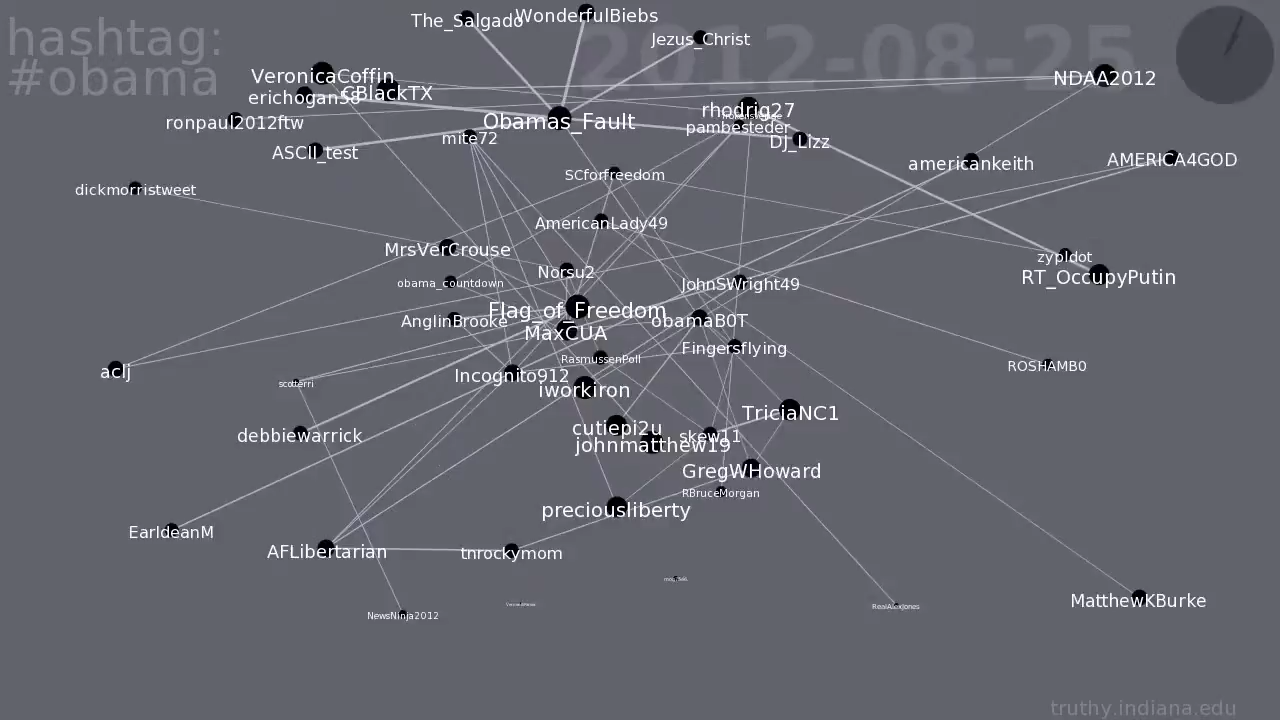 hashtag:
#obama
2012-08-25
The_Salgado
WonderfulBiebs
Jezus_Christ
VeronicaCoffin
CBlackTX
erichogan58
NDAA2012
ronpaul2012ftw
Obamas_Fault
rhodrig27
pambesteder
mite72
DJ_Lizz
ASCII_test
americankeith
AMERICA4GOD
SCforfreedom
dickmorristweet
AmericanLady49
MrsVerCrouse
zypldot
Norsu2
RT_OccupyPutin
obama_countdown
JohnSWright49
Flag_of_Freedom
AnglinBrooke
obamaB0T
MaxCUA
Fingersflying
RasmussenPoll
ROSHAMB0
aclj
Incognito912
scotterri
iworkiron
TriciaNC1
cutiepi2u
debbiewarrick
skew11
johnmatthew19
GregWHoward
RBruceMorgan
preciousliberty
EarldeanM
AFLibertarian
tnrockymom
MatthewKBurke
RealAlexJones
NewsNinja2012
truthy.indiana.edu